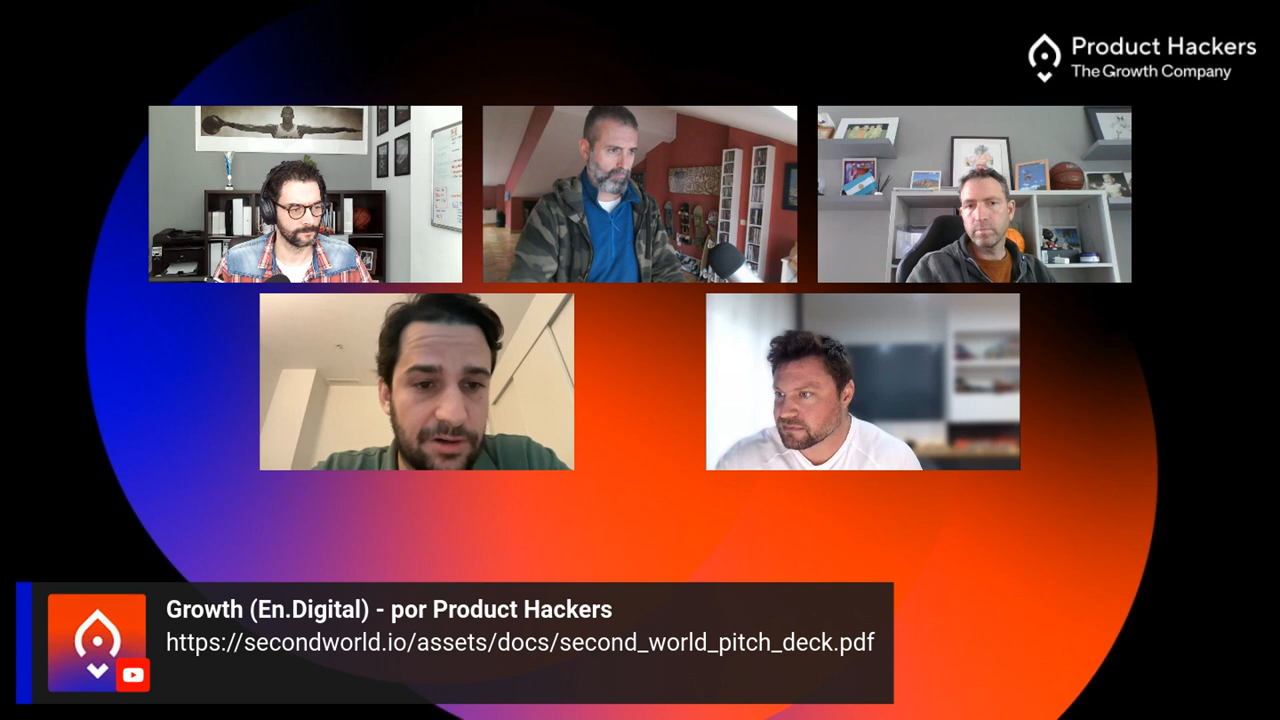 Product Hackers
The Growth Company
Growth (En.Digital) - por Product Hackers
https://secondworld.io/assets/docs/second_world_pitch_deck.pdf